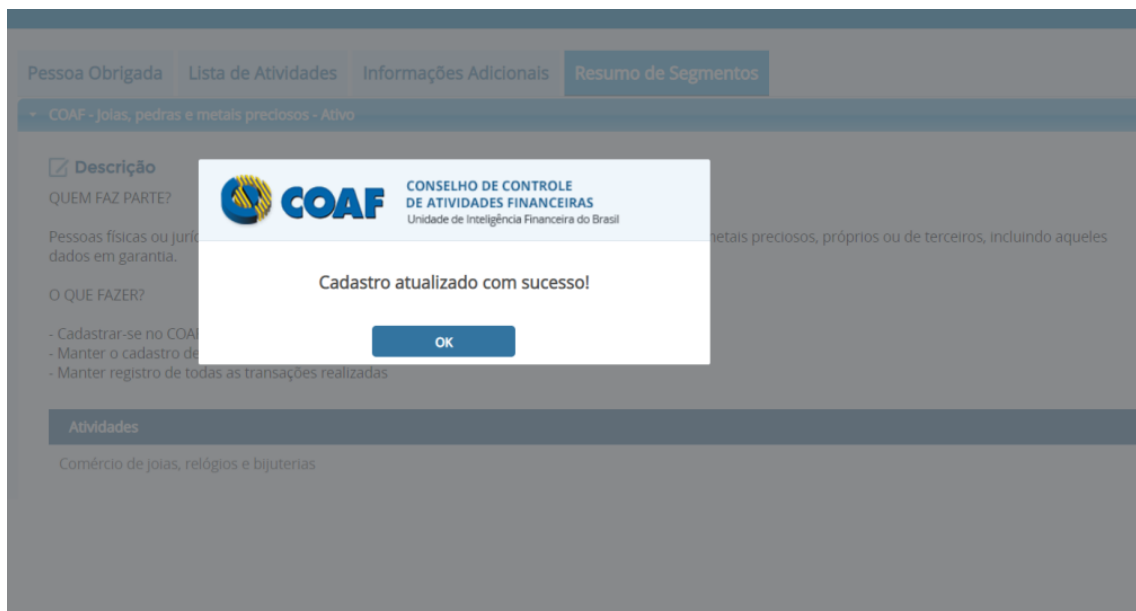 Pessoa Obrigada Lista de Atividades Informações Adicionais Resumo de Segmentos
COAF - Joias, pedras e metais preciosos - Ativo
Descrição
QUEM FAZ PARTE?
Pessoas físicas ou metais preciosos, próprios ou de terceiros, incluindo aqueles
dados em garantia.
O QUE FAZER?
- Cadastrar-se no
- Manter o cadastro
- Manter registro de todas as transações realizadas
Atividades
Comércio de joias, relógios e bijuterias
COAF
CONSELHO DE CONTROLE
DE ATIVIDADES FINANCEIRAS
Unidade de Inteligência Financeira do Brasil
Cadastro atualizado com sucesso!
OK